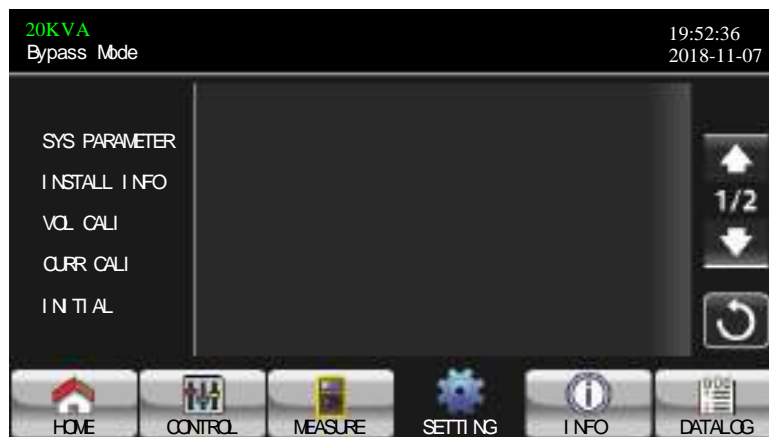 20KVA
Bypass Mode
19:52:36
2018-11-07
SYS PARAMETER
INSTALL INFO
VOL CALI
CURR CALI
INITIAL
1/2
HOME CONTROL MEASURE SETTING INFO DATALOG